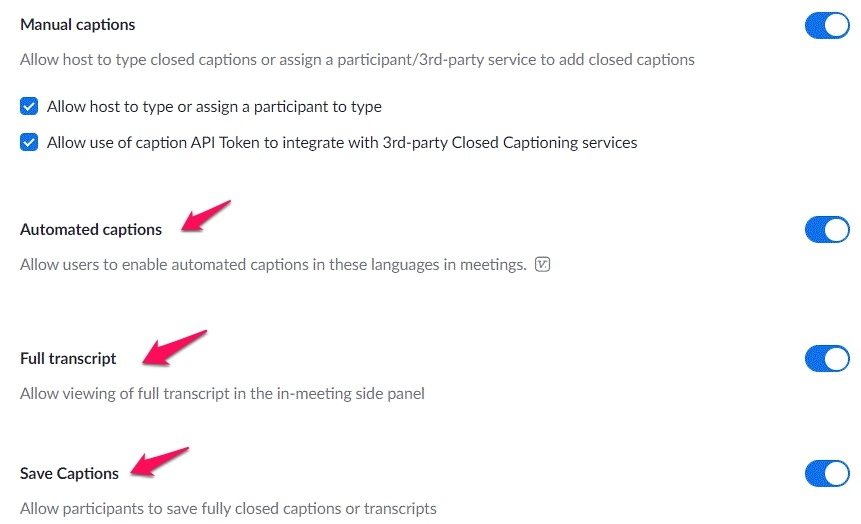 Manual captions
Allow host to type closed captions or assign a participant/3rd-party service to add closed captions
Allow host to type or assign a participant to type
Allow use of caption API Token to integrate with 3rd-party Closed Captioning services
Automated captions
Allow users to enable automated captions in these languages in meetings.
Full transcript
Allow viewing of full transcript in the in-meeting side panel
Save Captions
Allow participants to save fully closed captions or transcripts